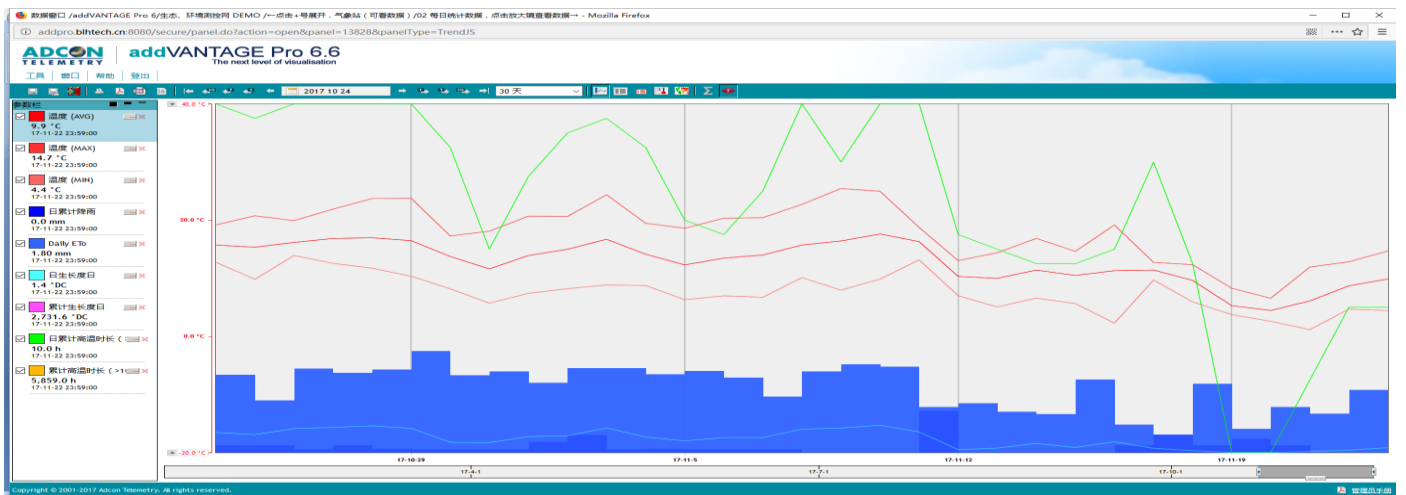 数据窗口 /addVANTAGE Pro 6/生态、环境测控网 DEMO /←点击+号展开，气象站（可看数据）/02 每日统计数据，点击放大镜查看数据→ - Mozilla Firefox
addpro.blhtech.cn:8080/secure/panel.do?action=open&panel=13828&panelType=TrendJS
ADCON TELEMETRY
addVANTAGE Pro 6.6
The next level of visualisation
工具 窗口 帮助 登出
2017 10 24
30 天
参数栏
温度 (AVG)
9.9 °C
17-11-22 23:59:00
温度 (MAX)
14.7 °C
17-11-22 23:59:00
温度 (MIN)
4.4 °C
17-11-22 23:59:00
日累计降雨
0.0 mm
17-11-22 23:59:00
Daily ETo
1.80 mm
17-11-22 23:59:00
日生长度日
1.4 °DC
17-11-22 23:59:00
累计生长度日
2,731.6 °DC
17-11-22 23:59:00
日累计高温时长 (
10.0 h
17-11-22 23:59:00
累计高温时长 (>1
5,859.0 h
17-11-22 23:59:00
40.0 °C
20.0 °C
0.0 °C
-20.0 °C
17-10-29 17-11-5 17-11-12 17-11-19
17-4-1 17-7-1 17-10-1
Copyright © 2001-2017 Adcon Telemetry. All rights reserved.
管理员手册